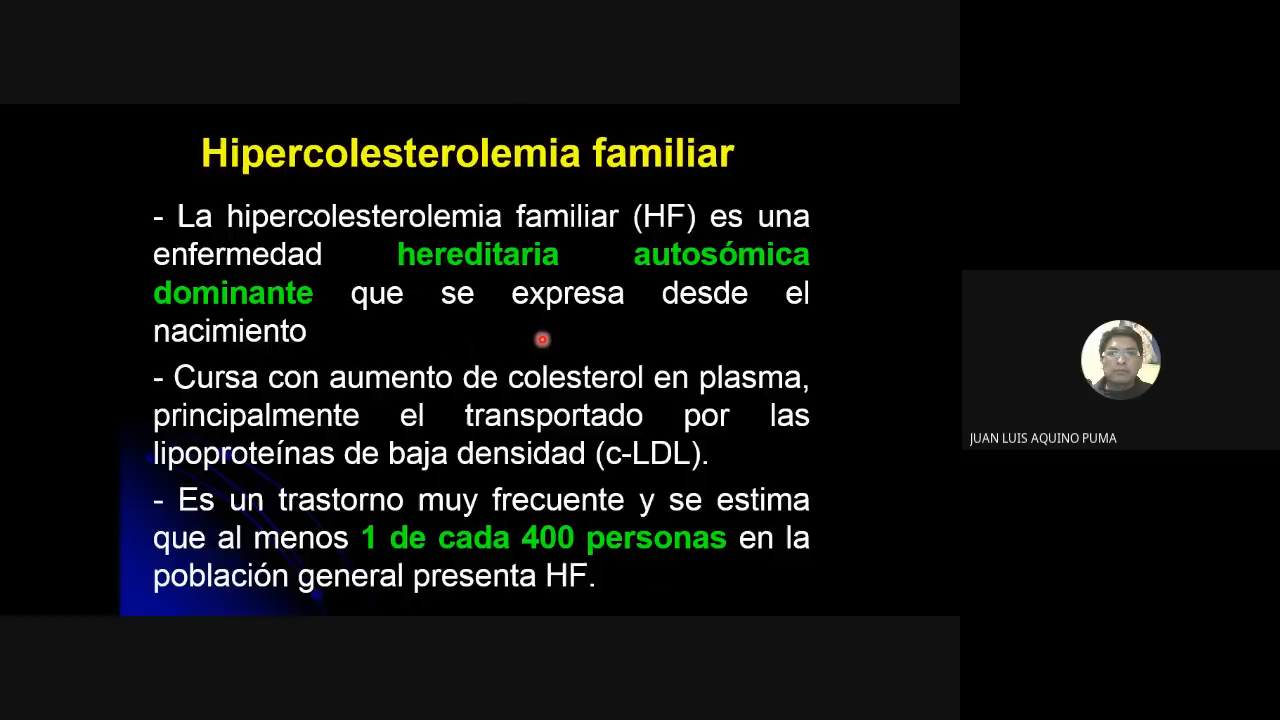 Hipercolesterolemia familiar
- La hipercolesterolemia familiar (HF) es una
enfermedad hereditaria autosómica
dominante que se expresa desde el
nacimiento
- Cursa con aumento de colesterol en plasma,
principalmente el transportado por las
lipoproteínas de baja densidad (c-LDL).
- Es un trastorno muy frecuente y se estima
que al menos 1 de cada 400 personas en la
población general presenta HF.
JUAN LUIS AQUINO PUMA